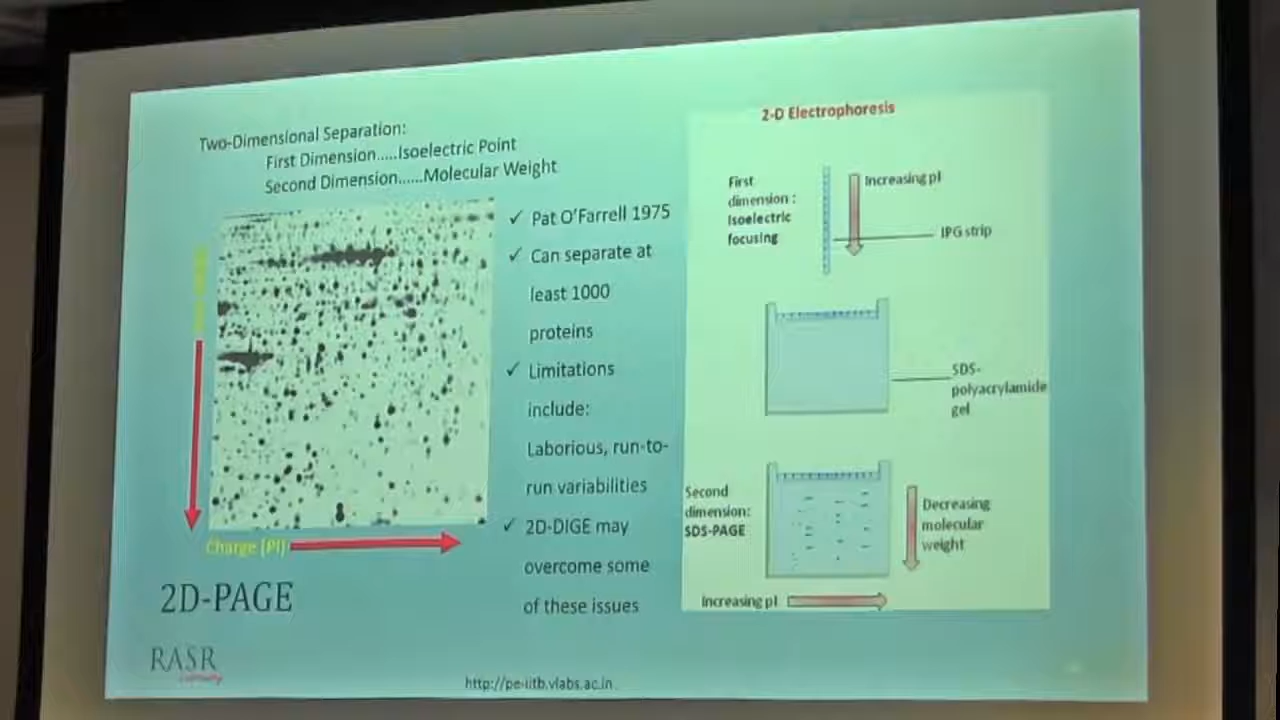 Two-Dimensional Separation:
First Dimension.....Isoelectric Point
Second Dimension......Molecular Weight
✓ Pat O'Farrell 1975
✓ Can separate at
least 1000
proteins
✓ Limitations
include:
Laborious, run-to-
run variabilities
✓ 2D-DIGE may
overcome some
of these issues
Charge (PI)
2D-PAGE
RASR
http://pe-iitb.vlabs.ac.in
2-D Electrophoresis
First
dimension :
Isoelectric
focusing
Increasing pI
IPG strip
SDS-
polyacrylamide
gel
Second
dimension:
SDS-PAGE
Decreasing
molecular
weight
Increasing pI